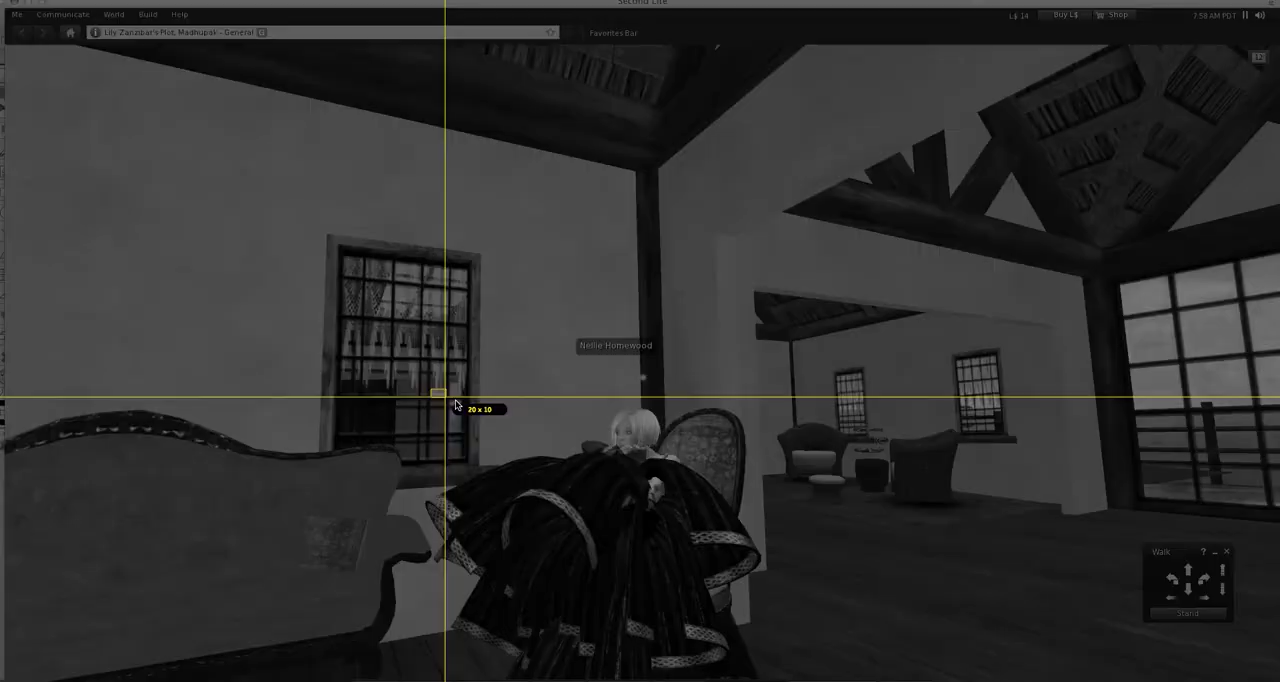 Second Life
Me Communicate World Build Help L$ 14 Buy L$ Shop 7:58 AM PDT
Lily Zanzibar's Plot, Madhupak - General Favorites Bar
12
Nellie Homewood
20 x 10
Walk ?
Stand